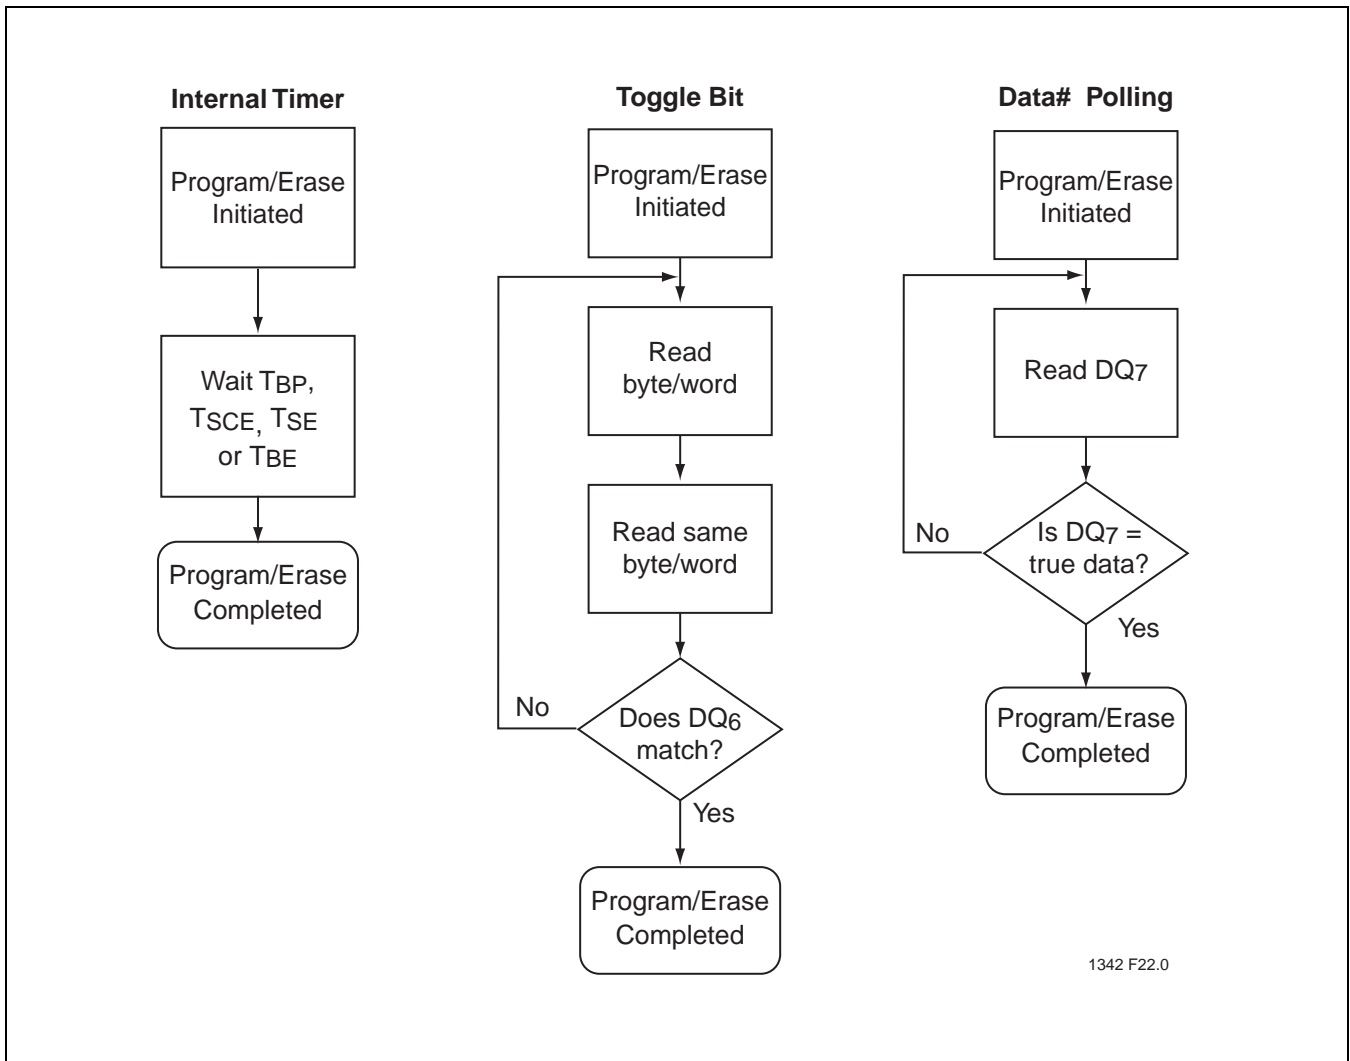 Internal Timer
Program/Erase
Initiated
Wait TBP,
TSCE, TSE
or TBE
Program/Erase
Completed
Toggle Bit
Program/Erase
Initiated
Read
byte/word
Read same
byte/word
No
Does DQ6
match?
Yes
Program/Erase
Completed
Data# Polling
Program/Erase
Initiated
Read DQ7
No
Is DQ7 =
true data?
Yes
Program/Erase
Completed
1342 F22.0